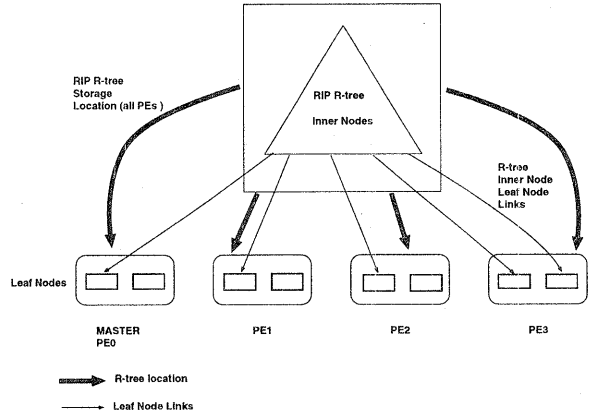 RIP R-tree
Storage
Location (all PEs )
RIP R-tree
Inner Nodes
R-tree
Inner Node
Leaf Node
Links
Leaf Nodes
MASTER
PE0
PE1
PE2
PE3
R-tree location
Leaf Node Links